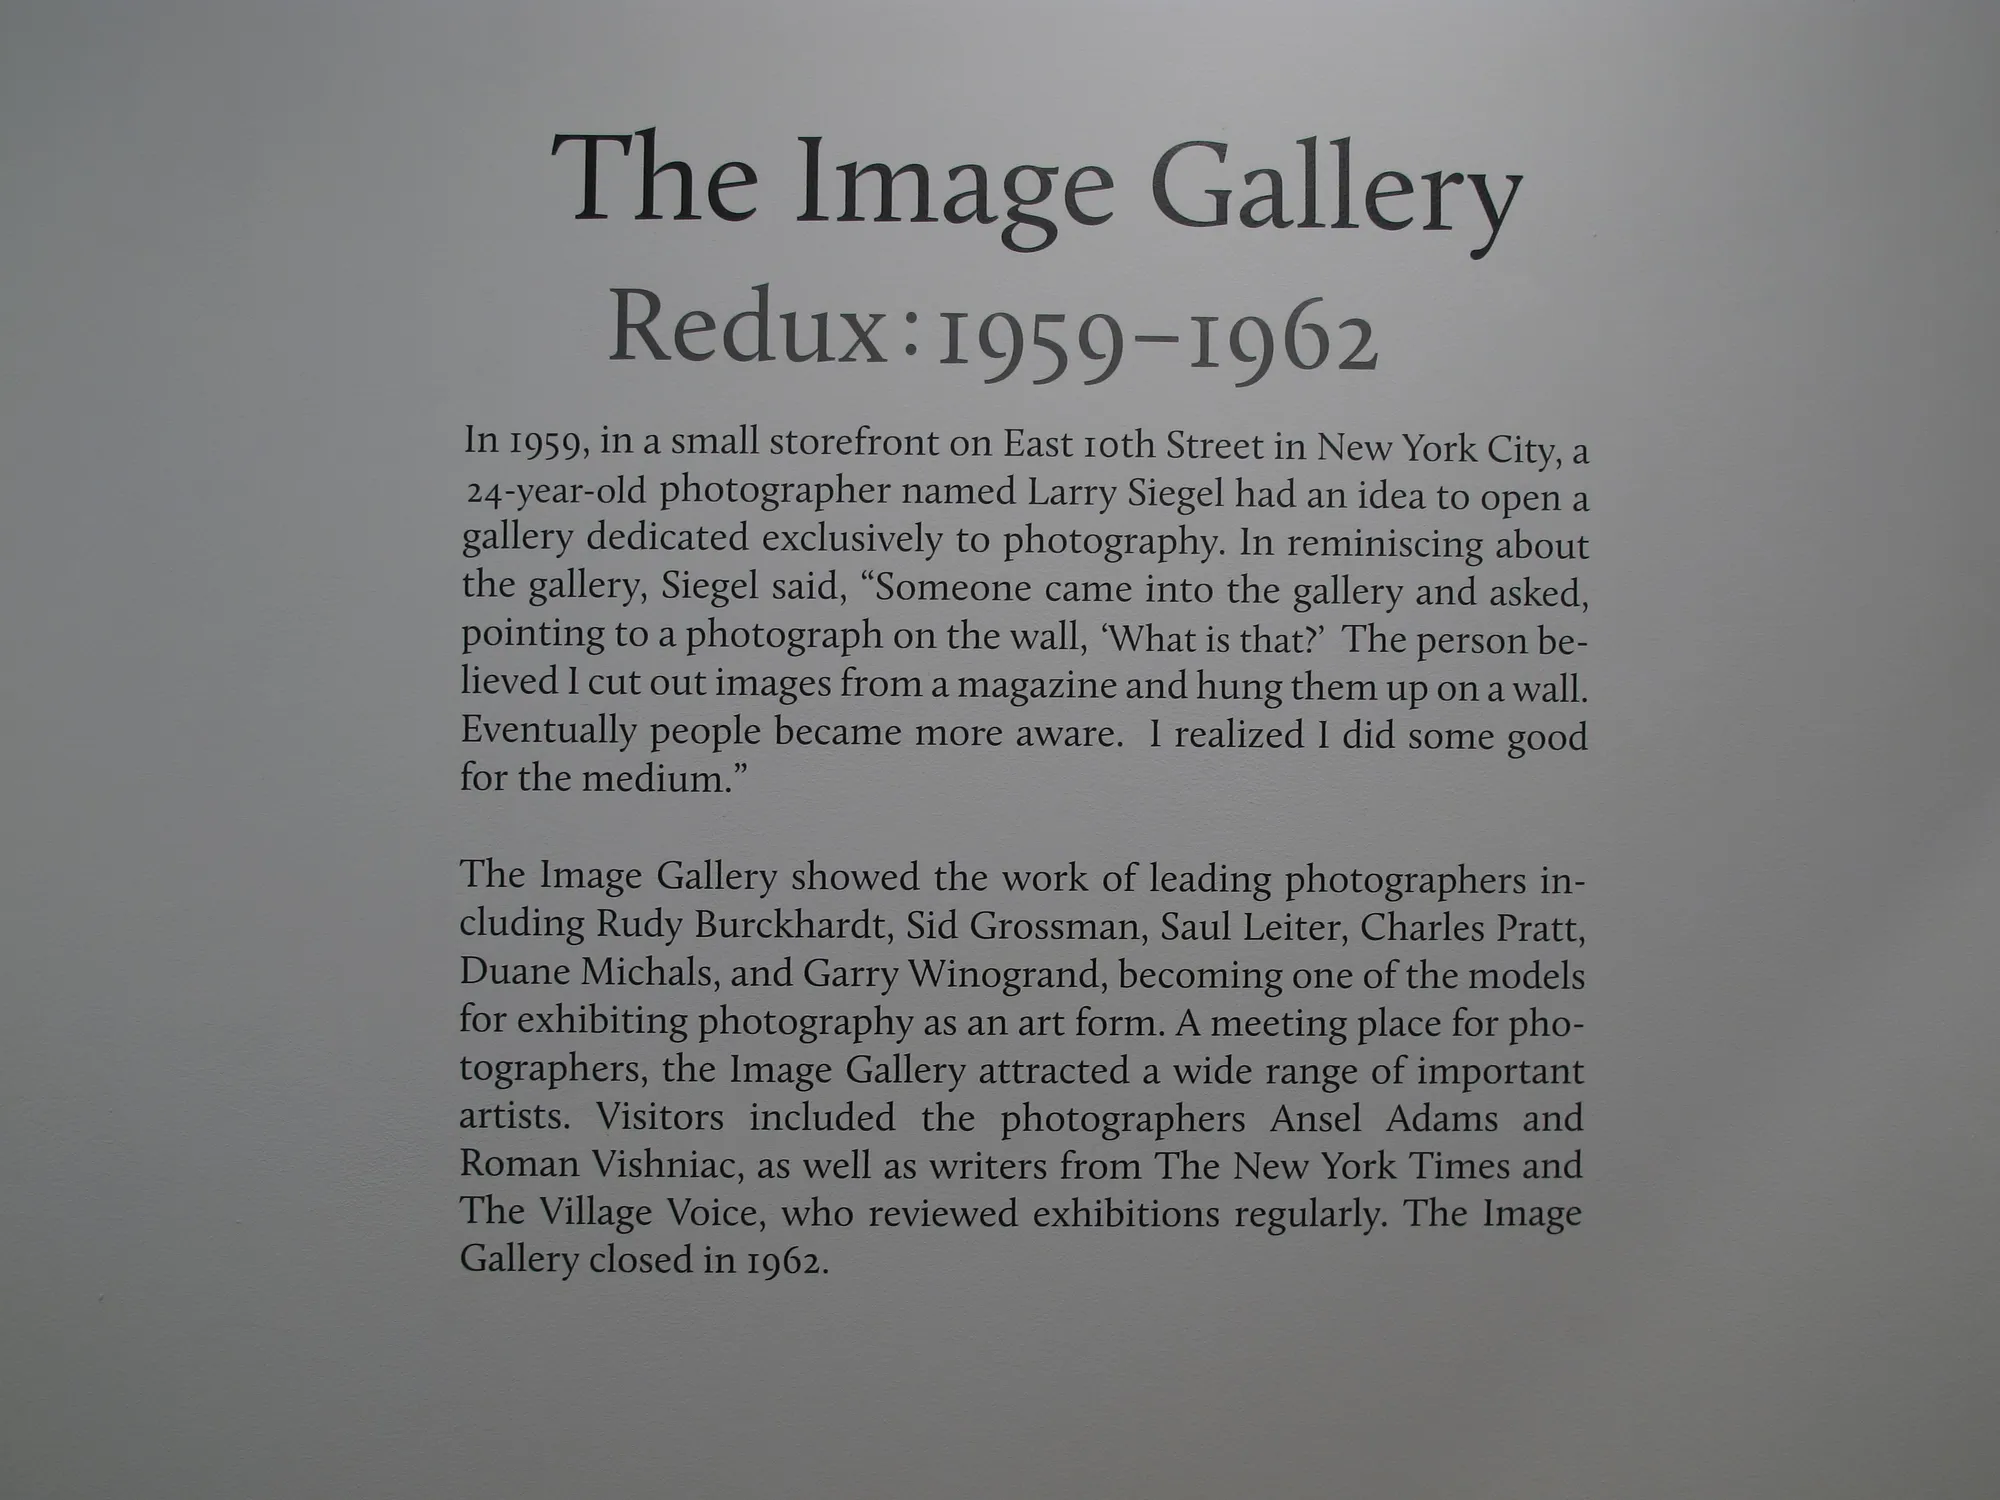 The Image Gallery
Redux: 1959–1962
In 1959, in a small storefront on East 10th Street in New York City, a
24-year-old photographer named Larry Siegel had an idea to open a
gallery dedicated exclusively to photography. In reminiscing about
the gallery, Siegel said, “Someone came into the gallery and asked,
pointing to a photograph on the wall, ‘What is that?’ The person be-
lieved I cut out images from a magazine and hung them up on a wall.
Eventually people became more aware. I realized I did some good
for the medium.”
The Image Gallery showed the work of leading photographers in-
cluding Rudy Burckhardt, Sid Grossman, Saul Leiter, Charles Pratt,
Duane Michals, and Garry Winogrand, becoming one of the models
for exhibiting photography as an art form. A meeting place for pho-
tographers, the Image Gallery attracted a wide range of important
artists. Visitors included the photographers Ansel Adams and
Roman Vishniac, as well as writers from The New York Times and
The Village Voice, who reviewed exhibitions regularly. The Image
Gallery closed in 1962.